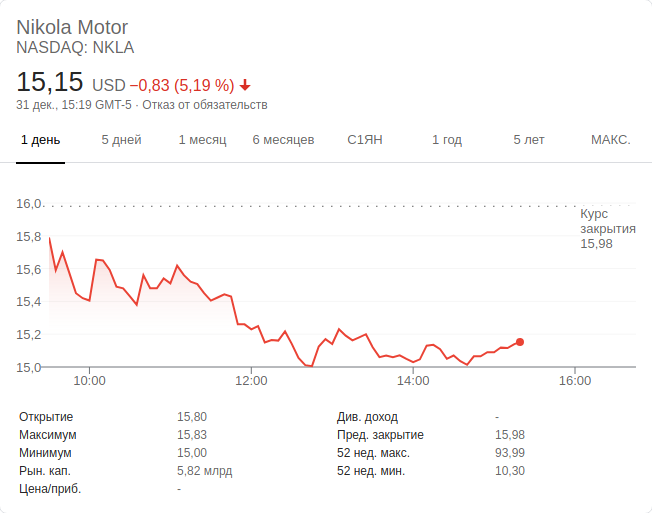 Nikola Motor
NASDAQ: NKLA
15,15 USD −0,83 (5,19 %)
31 дек., 15:19 GMT-5 · Отказ от обязательств
1 день 5 дней 1 месяц 6 месяцев С1ЯН 1 год 5 лет МАКС.
16,0
Курс
закрытия
15,98
15,8
15,6
15,4
15,2
15,0
10:00 12:00 14:00 16:00
Открытие 15,80 Див. доход -
Максимум 15,83 Пред. закрытие 15,98
Минимум 15,00 52 нед. макс. 93,99
Рын. кап. 5,82 млрд 52 нед. мин. 10,30
Цена/приб. -